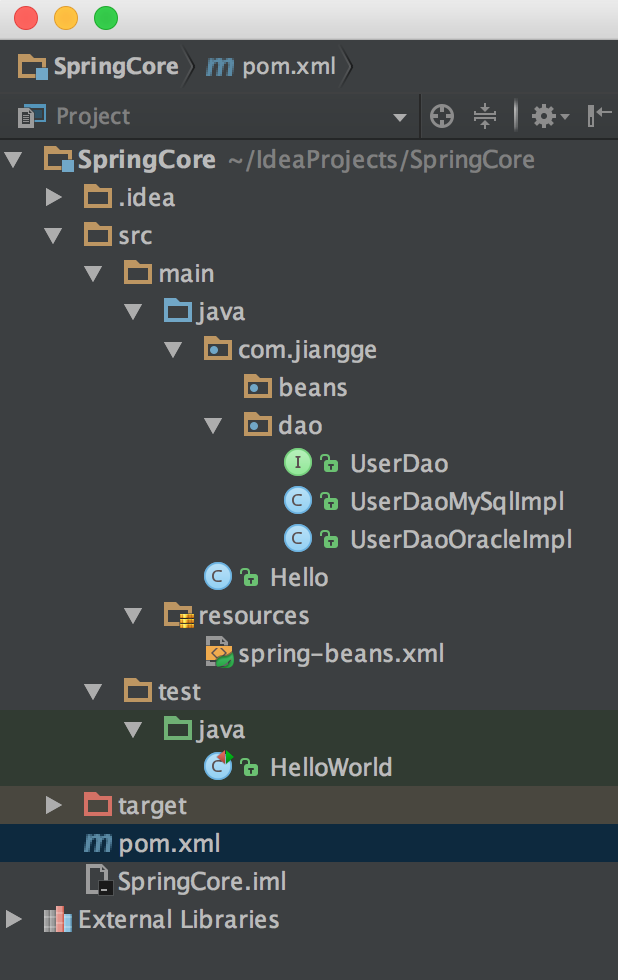 SpringCore pom.xml
Project
SpringCore ~/IdeaProjects/SpringCore
.idea
src
main
java
com.jiangge
beans
dao
UserDao
UserDaoMySqlImpl
UserDaoOracleImpl
Hello
resources
spring-beans.xml
test
java
HelloWorld
target
pom.xml
SpringCore.iml
External Libraries